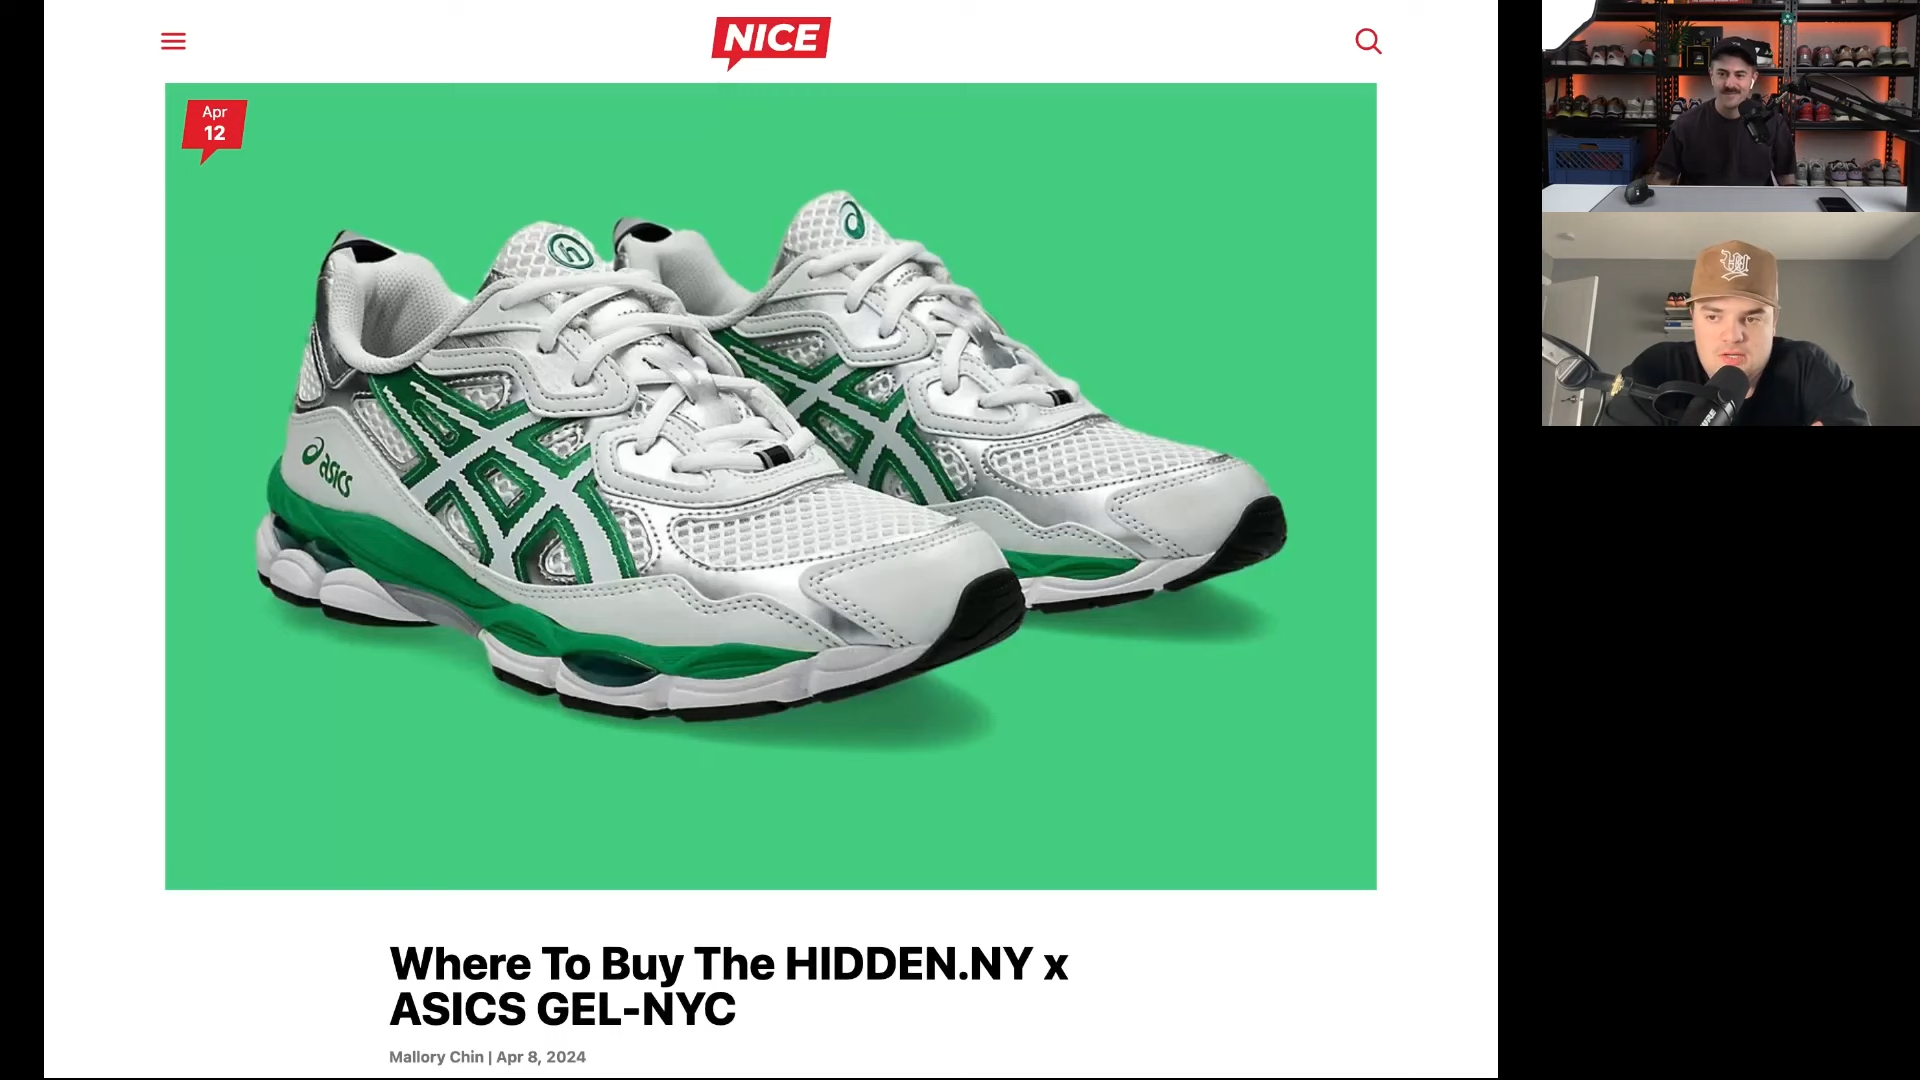 NICE
Apr
12
h
asics
Where To Buy The HIDDEN.NY x
ASICS GEL-NYC
Mallory Chin | Apr 8, 2024